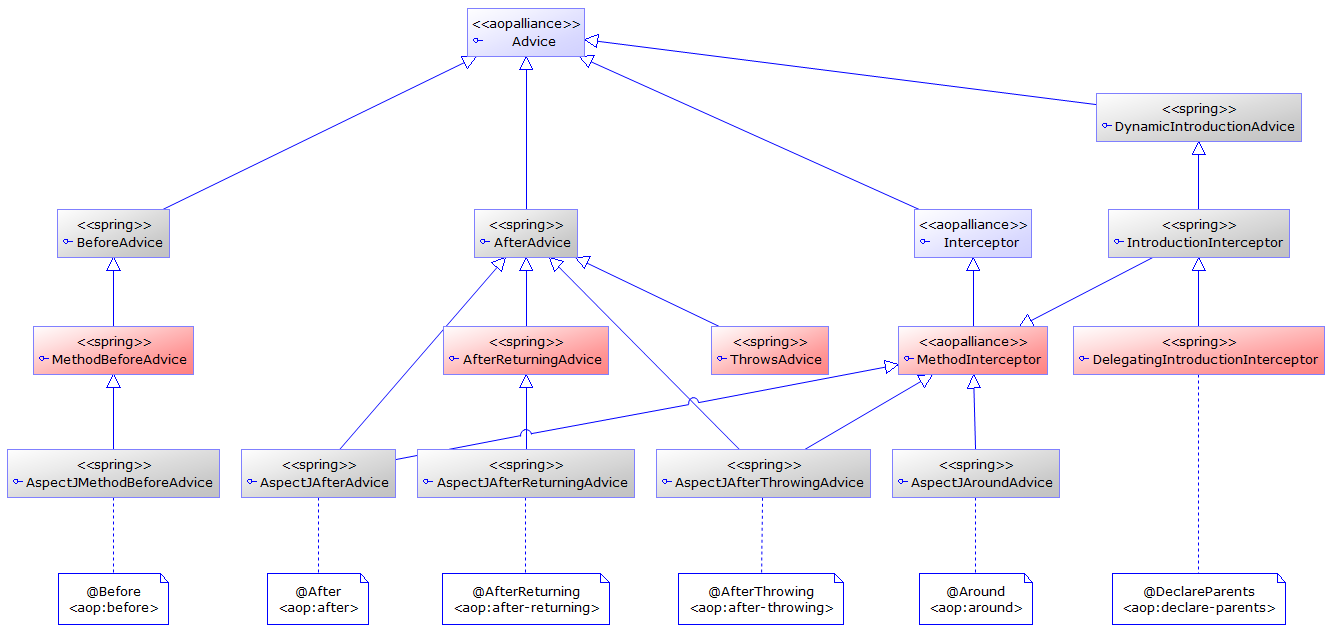 <<aopalliance>>
Advice
<<spring>>
DynamicIntroductionAdvice
<<spring>>
BeforeAdvice
<<spring>>
AfterAdvice
<<aopalliance>>
Interceptor
<<spring>>
IntroductionInterceptor
<<spring>>
MethodBeforeAdvice
<<spring>>
AfterReturningAdvice
<<spring>>
ThrowsAdvice
<<aopalliance>>
MethodInterceptor
<<spring>>
DelegatingIntroductionInterceptor
<<spring>>
AspectJMethodBeforeAdvice
<<spring>>
AspectJAfterAdvice
<<spring>>
AspectJAfterReturningAdvice
<<spring>>
AspectJAfterThrowingAdvice
<<spring>>
AspectJAroundAdvice
@Before
<aop:before>
@After
<aop:after>
@AfterReturning
<aop:after-returning>
@AfterThrowing
<aop:after-throwing>
@Around
<aop:around>
@DeclareParents
<aop:declare-parents>